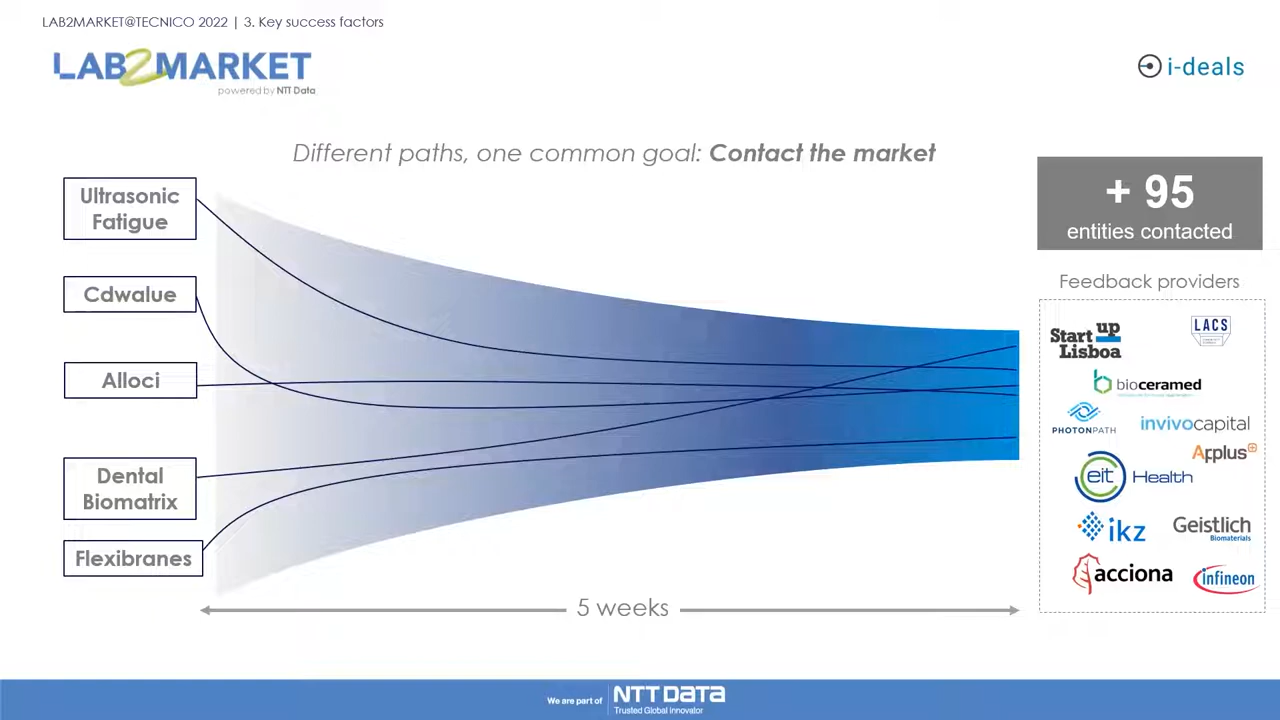 LAB2MARKET@TECNICO 2022 | 3. Key success factors
LAB2MARKET
powered by NTT Data
i-deals
Different paths, one common goal: Contact the market
Ultrasonic
Fatigue
Cdwalue
Alloci
Dental
Biomatrix
Flexibranes
5 weeks
+ 95
entities contacted
Feedback providers
Start up
Lisboa
LACS
bioceramed
PHOTONPATH
invivocapital
Applus+
eit Health
ikz
Geistlich
Biomaterials
acciona
infineon
We are part of
NTT DATA
Trusted Global Innovator